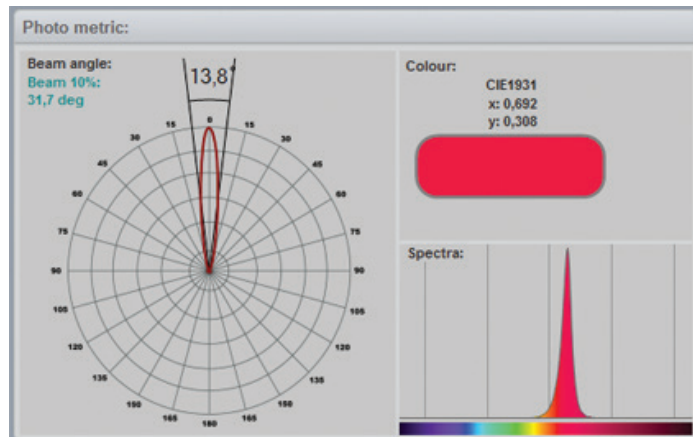 Photo metric:
Beam angle:
Beam 10%:
31,7 deg
13,8°
0
15
15
30
30
45
45
60
60
75
75
90
90
105
105
120
120
135
135
150
150
165
165
180
Colour:
CIE1931
x: 0,692
y: 0,308
Spectra: